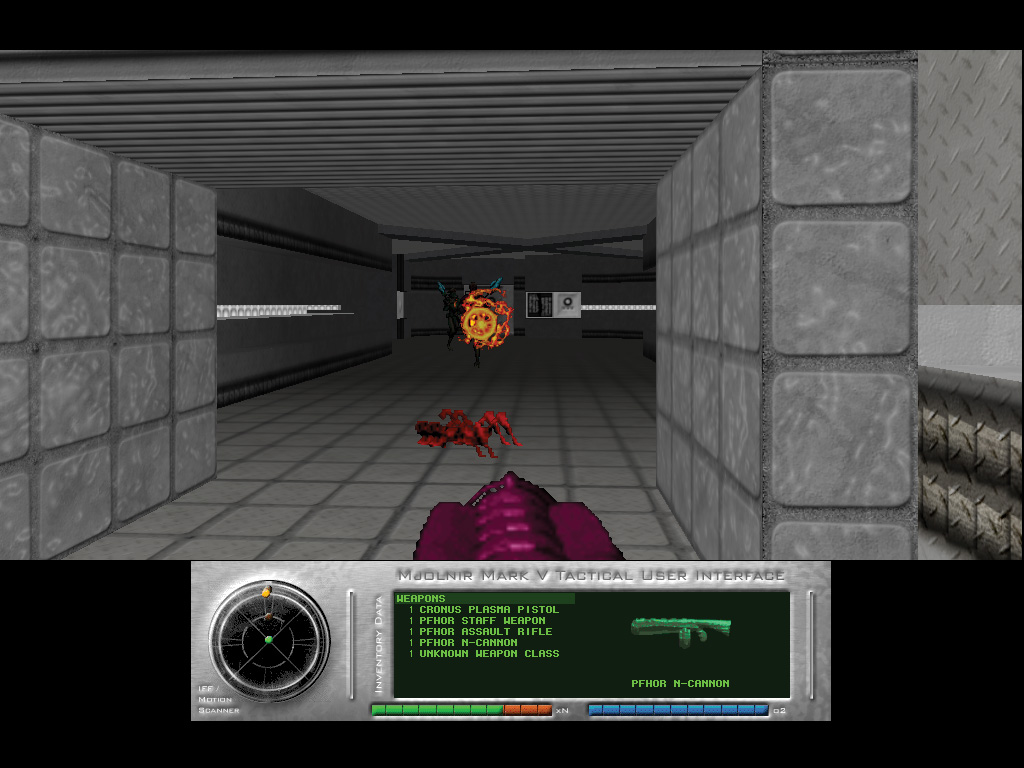 Mjolnir Mark V Tactical User Interface
Inventory Data
WEAPONS
1 CRONUS PLASMA PISTOL
1 PFHOR STAFF WEAPON
1 PFHOR ASSAULT RIFLE
1 PFHOR N-CANNON
1 UNKNOWN WEAPON CLASS
PFHOR N-CANNON
IFF /
Motion
Scanner
xN
o2